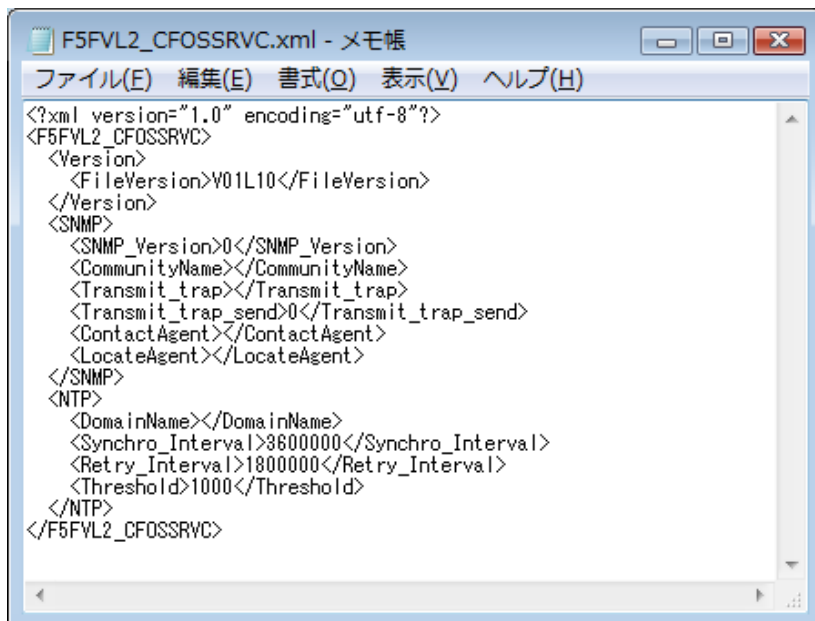 F5FVL2_CFOSSRVC.xml - メモ帳
ファイル(F) 編集(E) 書式(O) 表示(V) ヘルプ(H)
<?xml version="1.0" encoding="utf-8"?>
<F5FVL2_CFOSSRVC>
  <Version>
    <FileVersion>V01L10</FileVersion>
  </Version>
  <SNMP>
    <SNMP_Version>0</SNMP_Version>
    <CommunityName></CommunityName>
    <Transmit_trap></Transmit_trap>
    <Transmit_trap_send>0</Transmit_trap_send>
    <ContactAgent></ContactAgent>
    <LocateAgent></LocateAgent>
  </SNMP>
  <NTP>
    <DomainName></DomainName>
    <Synchro_Interval>3600000</Synchro_Interval>
    <Retry_Interval>1800000</Retry_Interval>
    <Threshold>1000</Threshold>
  </NTP>
</F5FVL2_CFOSSRVC>